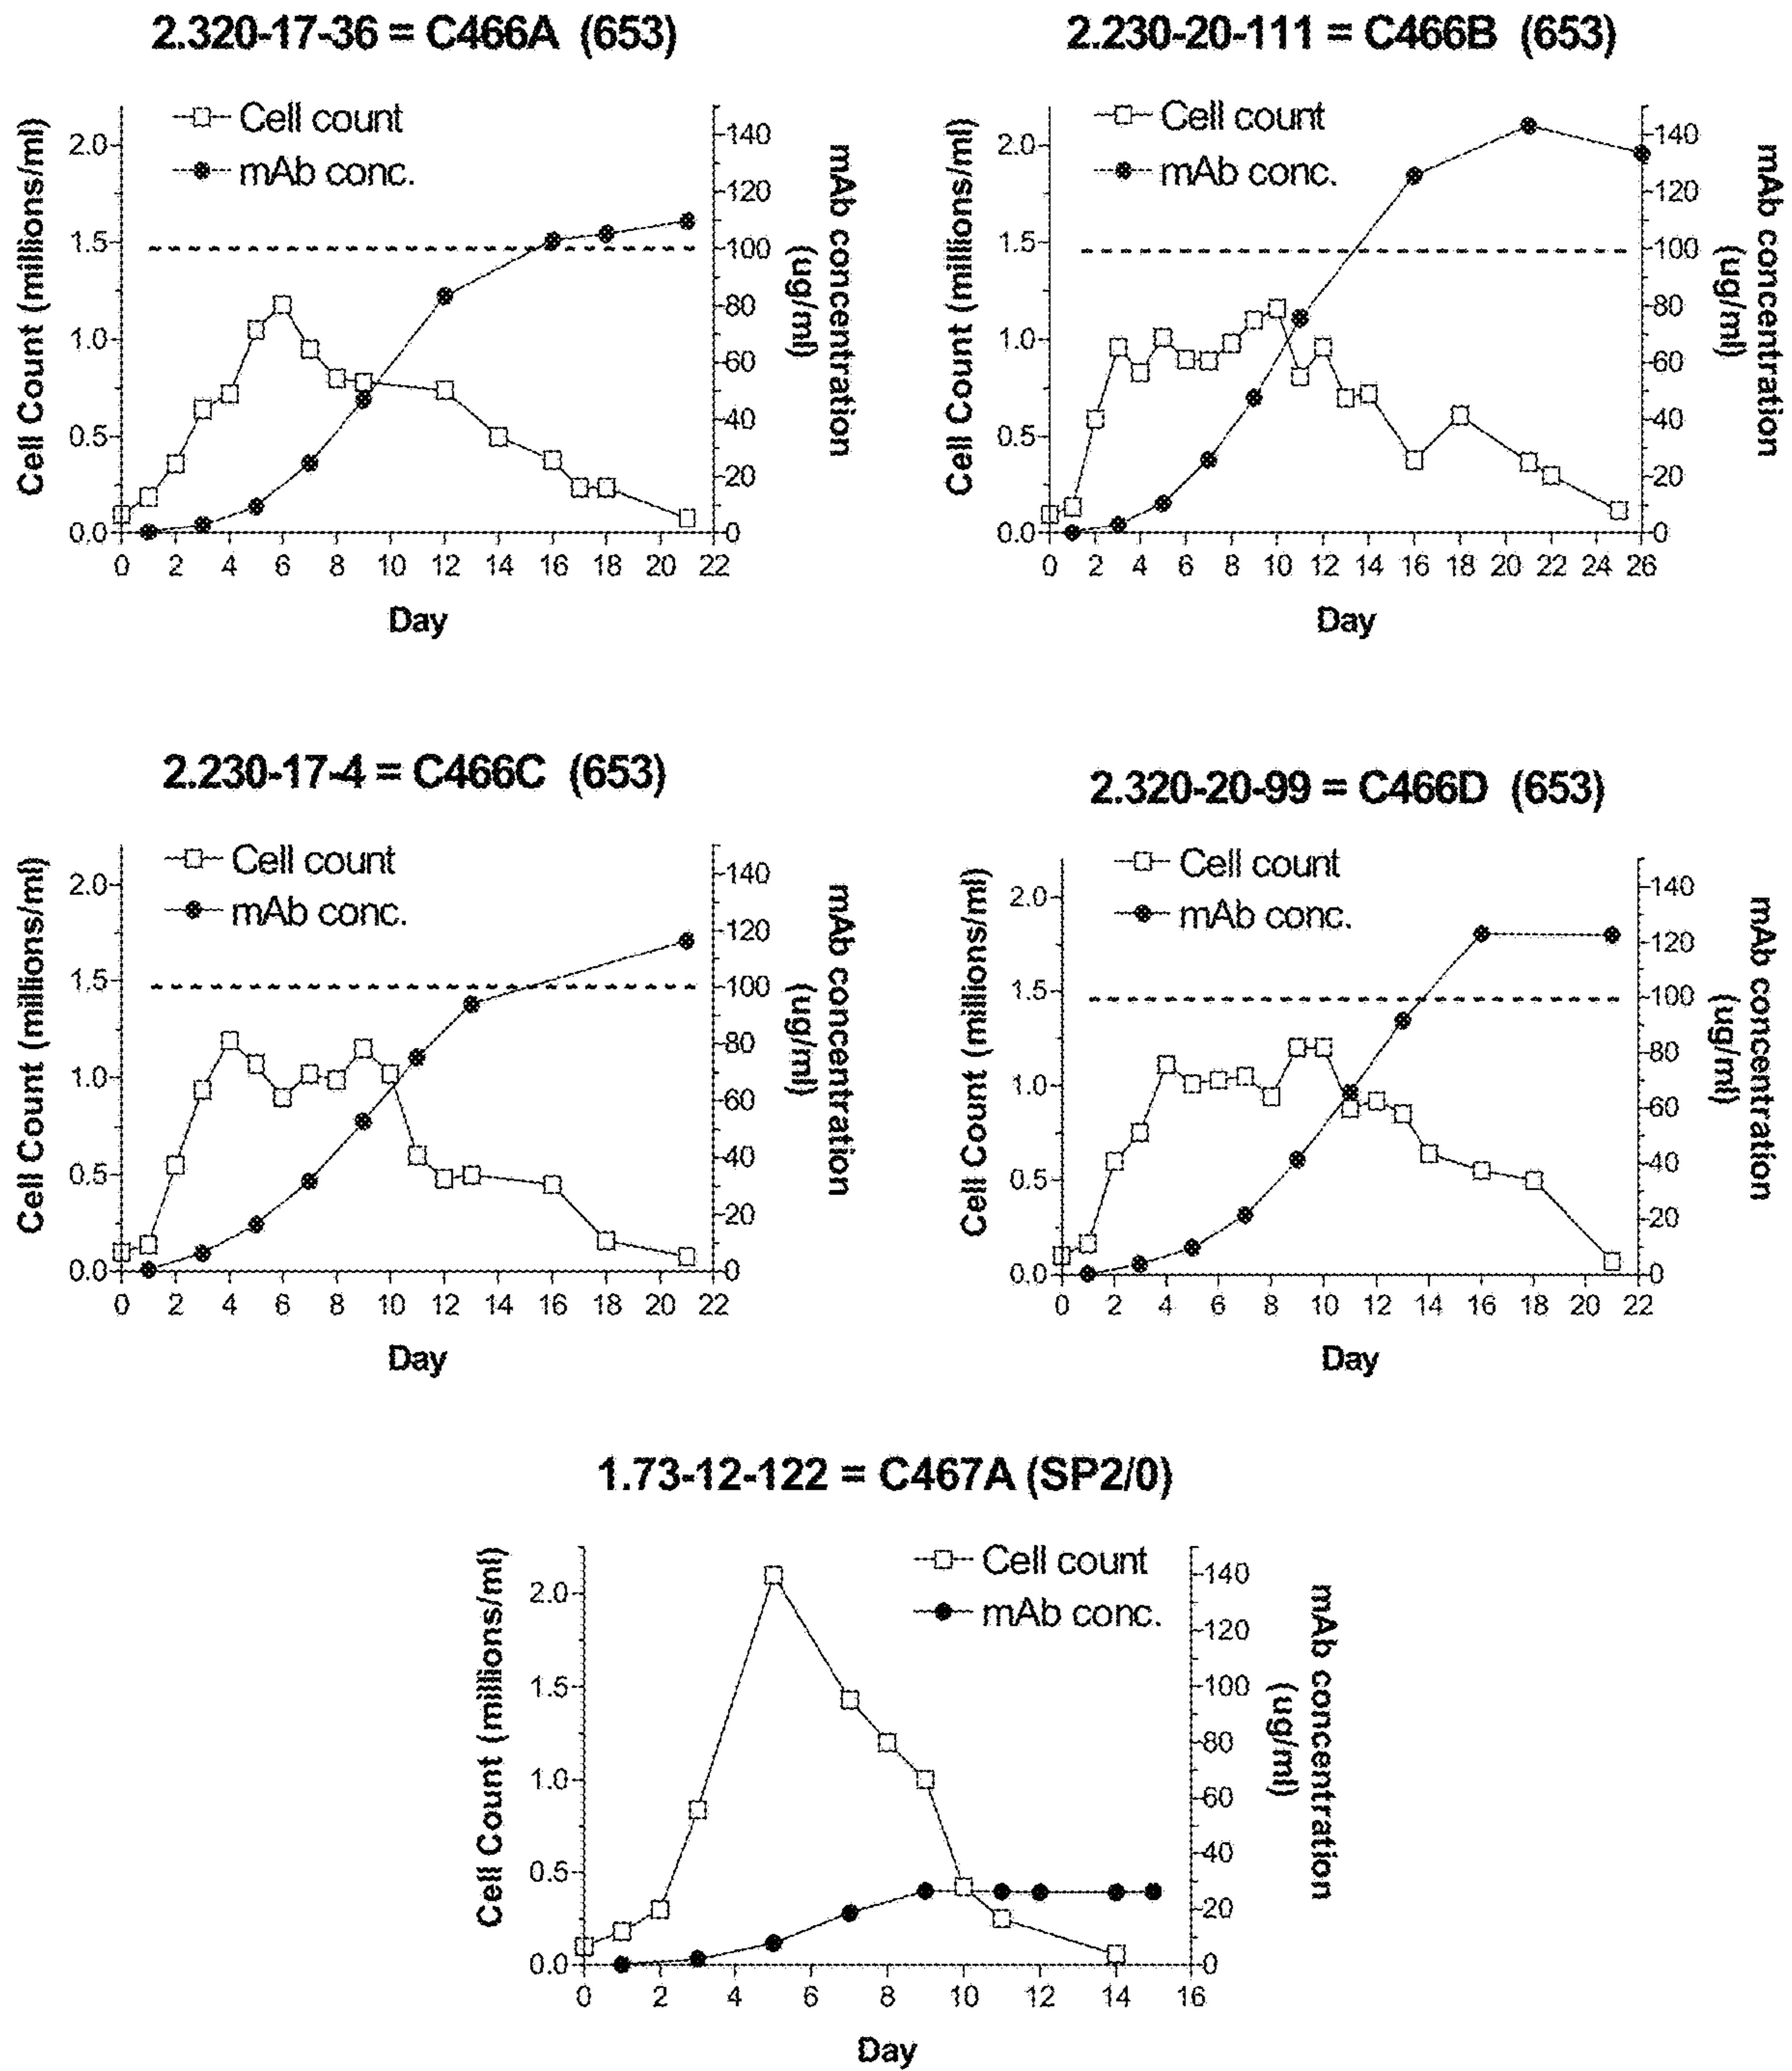 2.320-17-36 = C466A (653)
Cell count
mAb conc.
Cell Count (millions/ml)
2.0
1.5
1.0
0.5
0.0
140
120
100
80
60
40
20
0
mAb concentration
(ug/ml)
0 2 4 6 8 10 12 14 16 18 20 22
Day
2.230-20-111 = C466B (653)
Cell count
mAb conc.
Cell Count (millions/ml)
2.0
1.5
1.0
0.5
0.0
140
120
100
80
60
40
20
0
mAb concentration
(ug/ml)
0 2 4 6 8 10 12 14 16 18 20 22 24 26
Day
2.230-17-4 = C466C (653)
Cell count
mAb conc.
Cell Count (millions/ml)
2.0
1.5
1.0
0.5
0.0
140
120
100
80
60
40
20
0
mAb concentration
(ug/ml)
0 2 4 6 8 10 12 14 16 18 20 22
Day
2.320-20-99 = C466D (653)
Cell count
mAb conc.
Cell Count (millions/ml)
2.0
1.5
1.0
0.5
0.0
140
120
100
80
60
40
20
0
mAb concentration
(ug/ml)
0 2 4 6 8 10 12 14 16 18 20 22
Day
1.73-12-122 = C467A (SP2/0)
Cell count
mAb conc.
Cell Count (millions/ml)
2.0
1.5
1.0
0.5
0.0
140
120
100
80
60
40
20
0
mAb concentration
(ug/ml)
0 2 4 6 8 10 12 14 16
Day